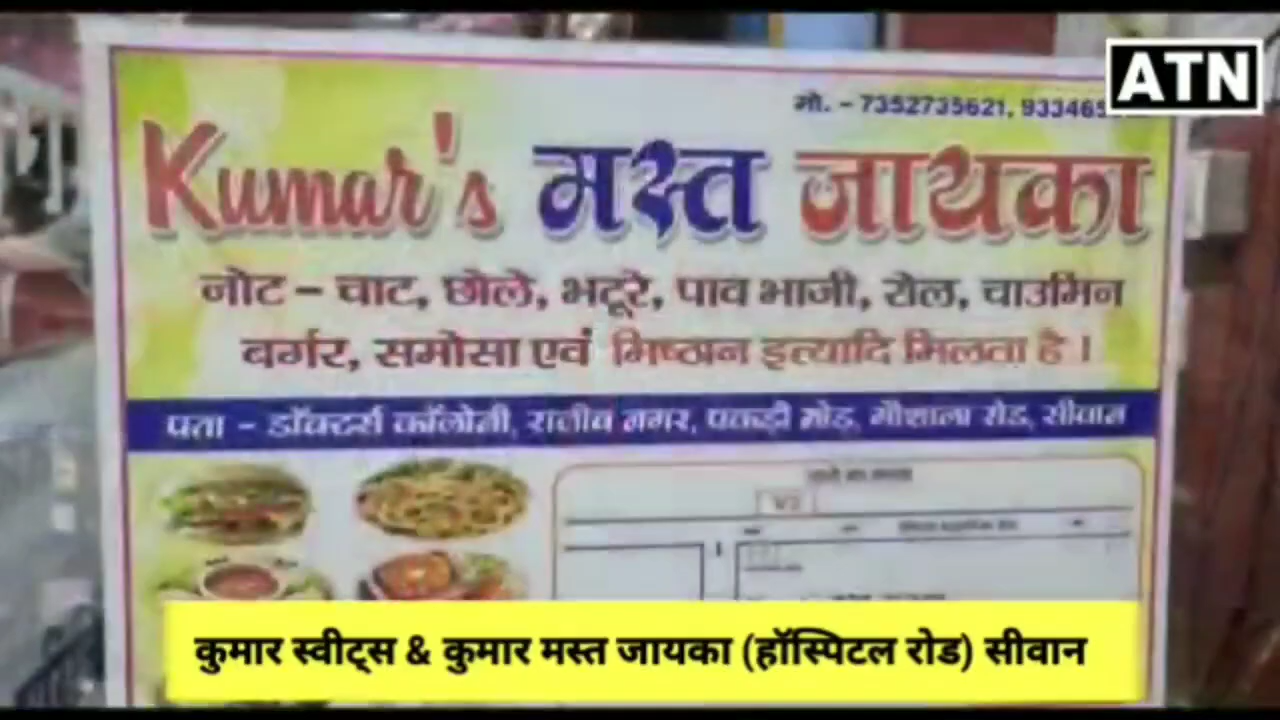 ATN
मो. - 7352735621, 93346
Kumar's मस्त जायका
नोट - चाट, छोले, भटूरे, पाव भाजी, रोल, चाउमिन
बर्गर, समोसा एवं मिष्ठान इत्यादि मिलता है।
पता - डॉक्टर्स कॉलोनी, राजीव नगर, पकड़ी मोड़, गौशाला रोड, सीवान
कुमार स्वीट्स & कुमार मस्त जायका (हॉस्पिटल रोड) सीवान